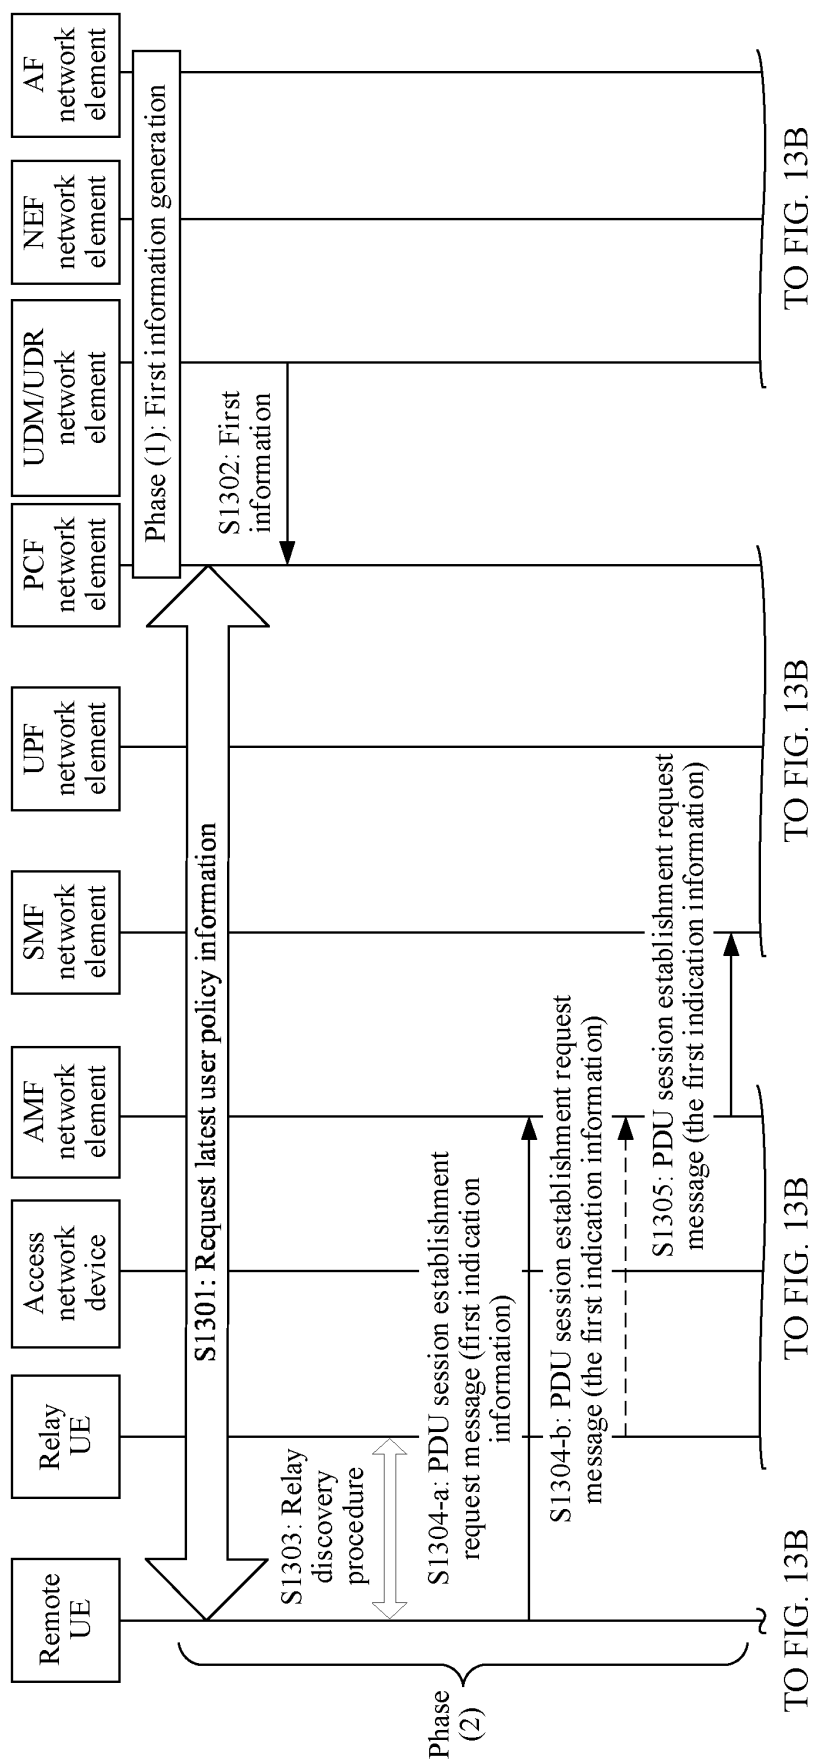 Remote
UE
Relay
UE
Access
network
device
AMF
network
element
SMF
network
element
UPF
network
element
PCF
network
element
UDM/UDR
network
element
NEF
network
element
AF
network
element
Phase (1): First information generation
S1301: Request latest user policy information
S1302: First
information
S1303: Relay
discovery
procedure
S1304-a: PDU session establishment
request message (first indication
information)
S1304-b: PDU session establishment request
message (the first indication information)
S1305: PDU session establishment request
message (the first indication information)
Phase
(2)
TO FIG. 13B
TO FIG. 13B
TO FIG. 13B
TO FIG. 13B